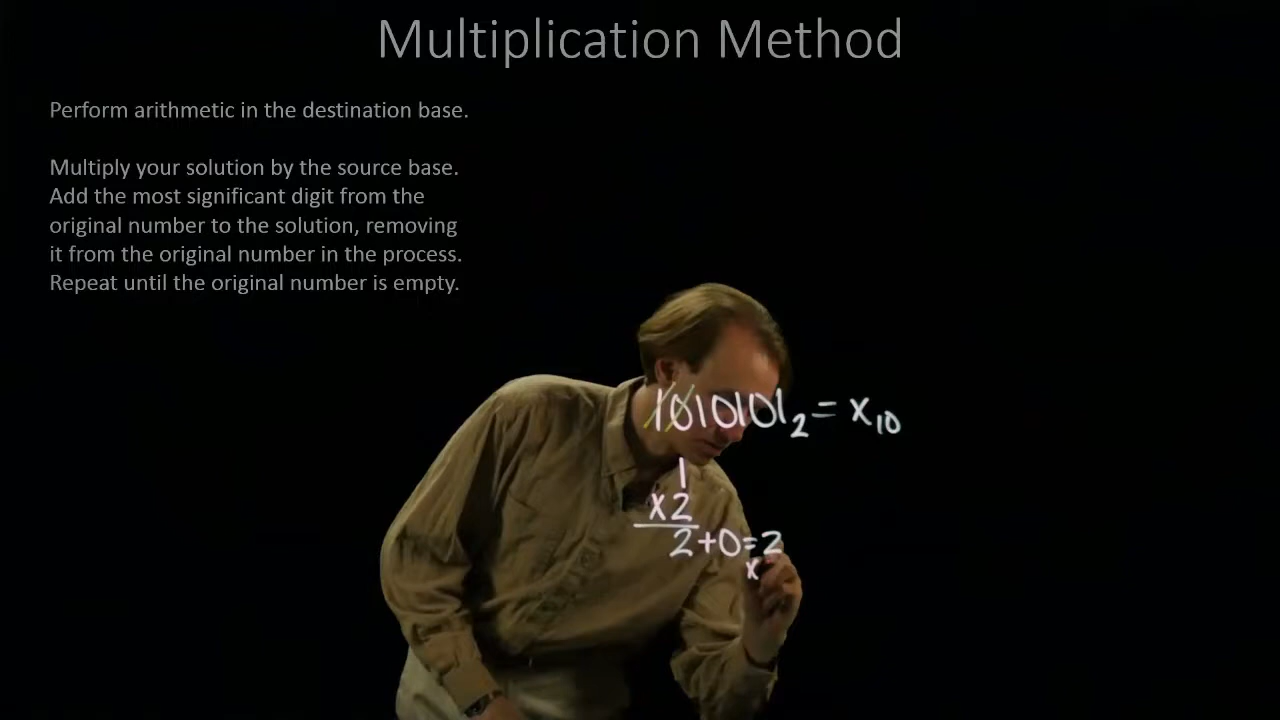 Multiplication Method
Perform arithmetic in the destination base.
Multiply your solution by the source base.
Add the most significant digit from the
original number to the solution, removing
it from the original number in the process.
Repeat until the original number is empty.
1010101₂ = x₁₀
1
x2
2+0=2
x